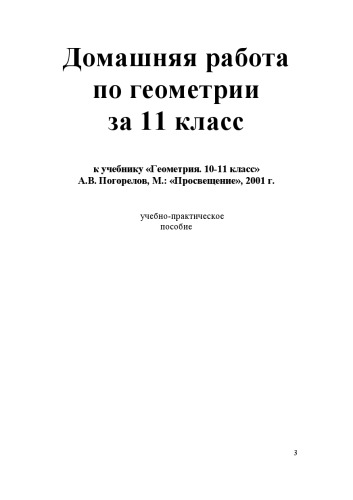 Домашняя работа
по геометрии
за 11 класс
к учебнику «Геометрия. 10-11 класс»
А.В. Погорелов, М.: «Просвещение», 2001 г.
учебно-практическое
пособие
3